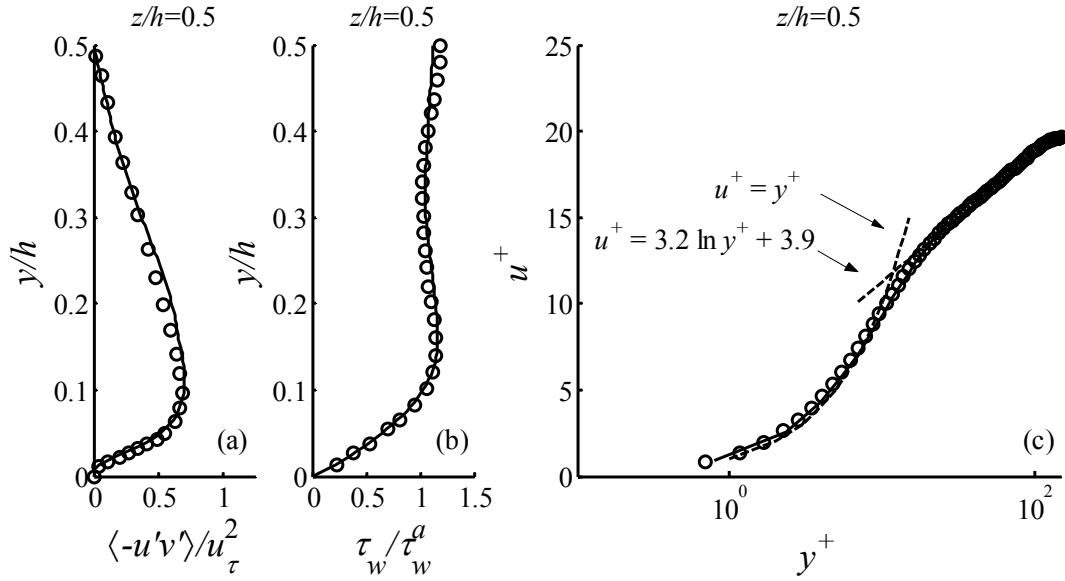 z/h=0.5
0.5
0.4
0.3
0.2
0.1
0
y/h
0 0.5 1
⟨-u'v'⟩/u_τ^2
(a)
z/h=0.5
0.5
0.4
0.3
0.2
0.1
0
y/h
0 0.5 1 1.5
τ_w/τ_w^a
(b)
z/h=0.5
25
20
15
10
5
0
u^+
u^+ = y^+
u^+ = 3.2 ln y^+ + 3.9
10^0 10^2
y^+
(c)